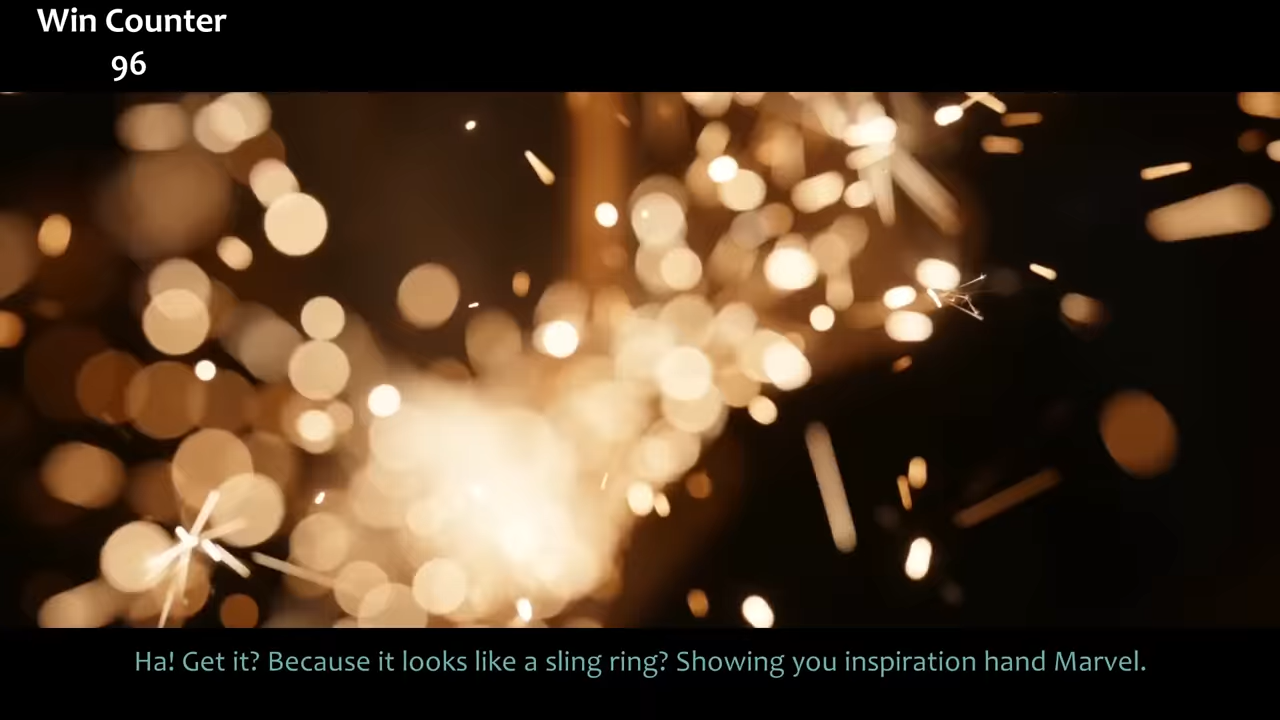 Win Counter
96
Ha! Get it? Because it looks like a sling ring? Showing you inspiration hand Marvel.